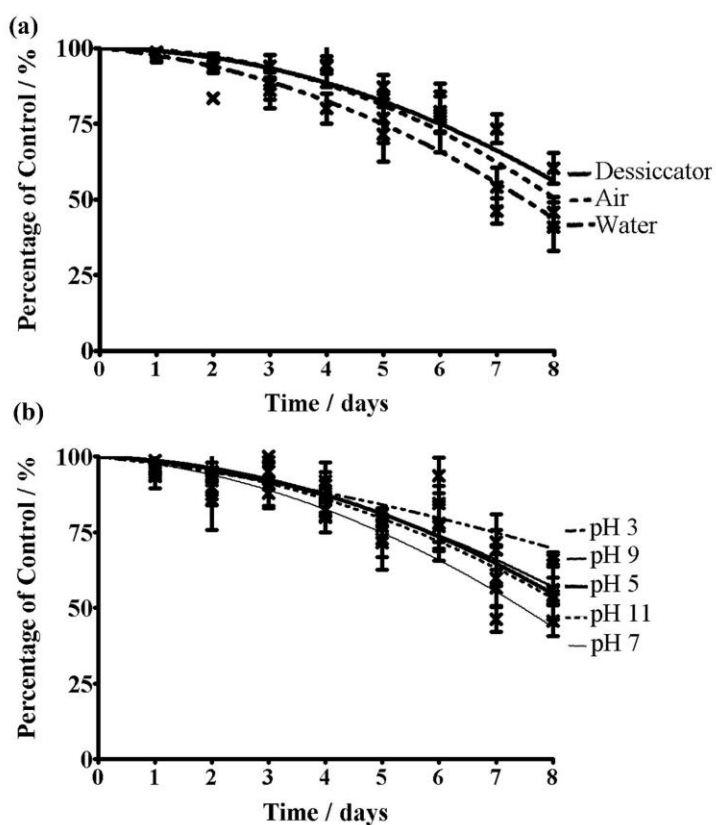 (a)
Percentage of Control / %
100
75
50
25
0
0 1 2 3 4 5 6 7 8
Time / days
Dessiccator
Air
Water
(b)
Percentage of Control / %
100
75
50
25
0
0 1 2 3 4 5 6 7 8
Time / days
pH 3
pH 9
pH 5
pH 11
pH 7